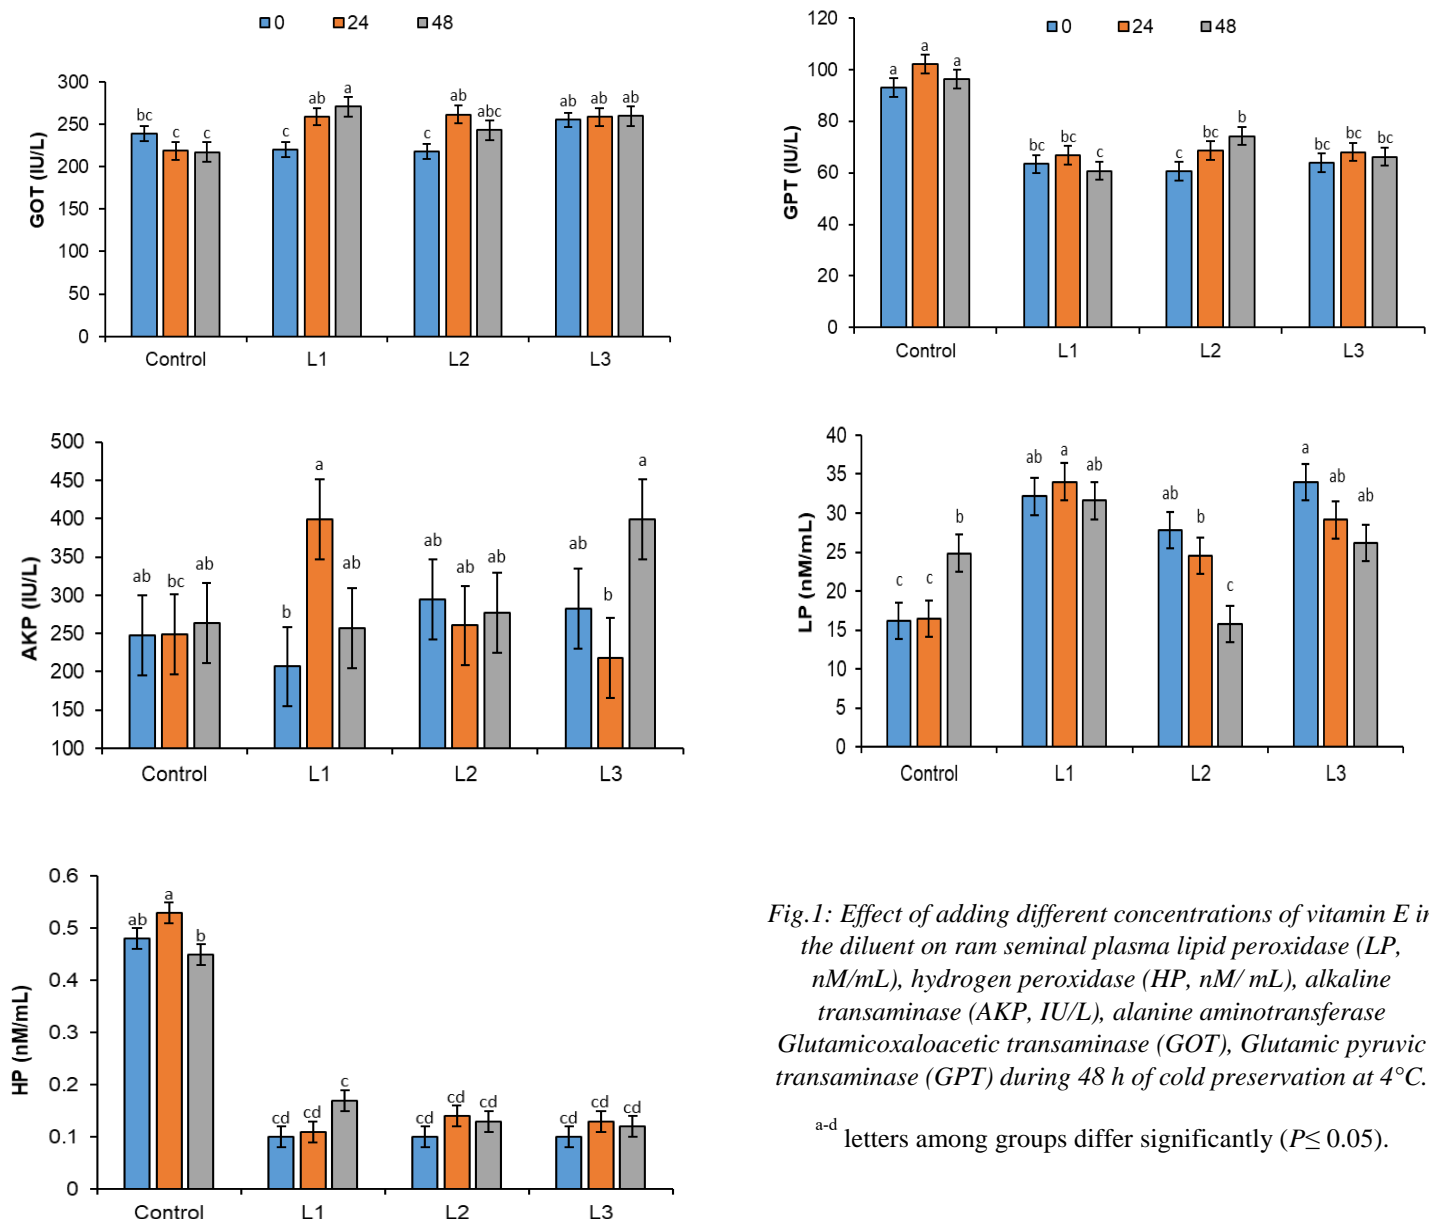 0 24 48
300
250
200
150
100
50
0
GOT (IU/L)
bc c c c ab a c ab abc ab ab ab
Control L1 L2 L3
0 24 48
120
100
80
60
40
20
0
GPT (IU/L)
a a a bc bc c c bc b bc bc bc
Control L1 L2 L3
500
450
400
350
300
250
200
150
100
AKP (IU/L)
ab bc ab b a ab ab ab ab ab b a
Control L1 L2 L3
40
35
30
25
20
15
10
5
0
LP (nM/mL)
c c b ab a ab ab b c a ab ab
Control L1 L2 L3
0.6
0.5
0.4
0.3
0.2
0.1
0
HP (nM/mL)
ab a b cd cd c cd cd cd cd cd cd
Control L1 L2 L3
Fig.1: Effect of adding different concentrations of vitamin E in
the diluent on ram seminal plasma lipid peroxidase (LP,
nM/mL), hydrogen peroxidase (HP, nM/ mL), alkaline
transaminase (AKP, IU/L), alanine aminotransferase
Glutamicoxaloacetic transaminase (GOT), Glutamic pyruvic
transaminase (GPT) during 48 h of cold preservation at 4°C.
a-d letters among groups differ significantly (P≤ 0.05).